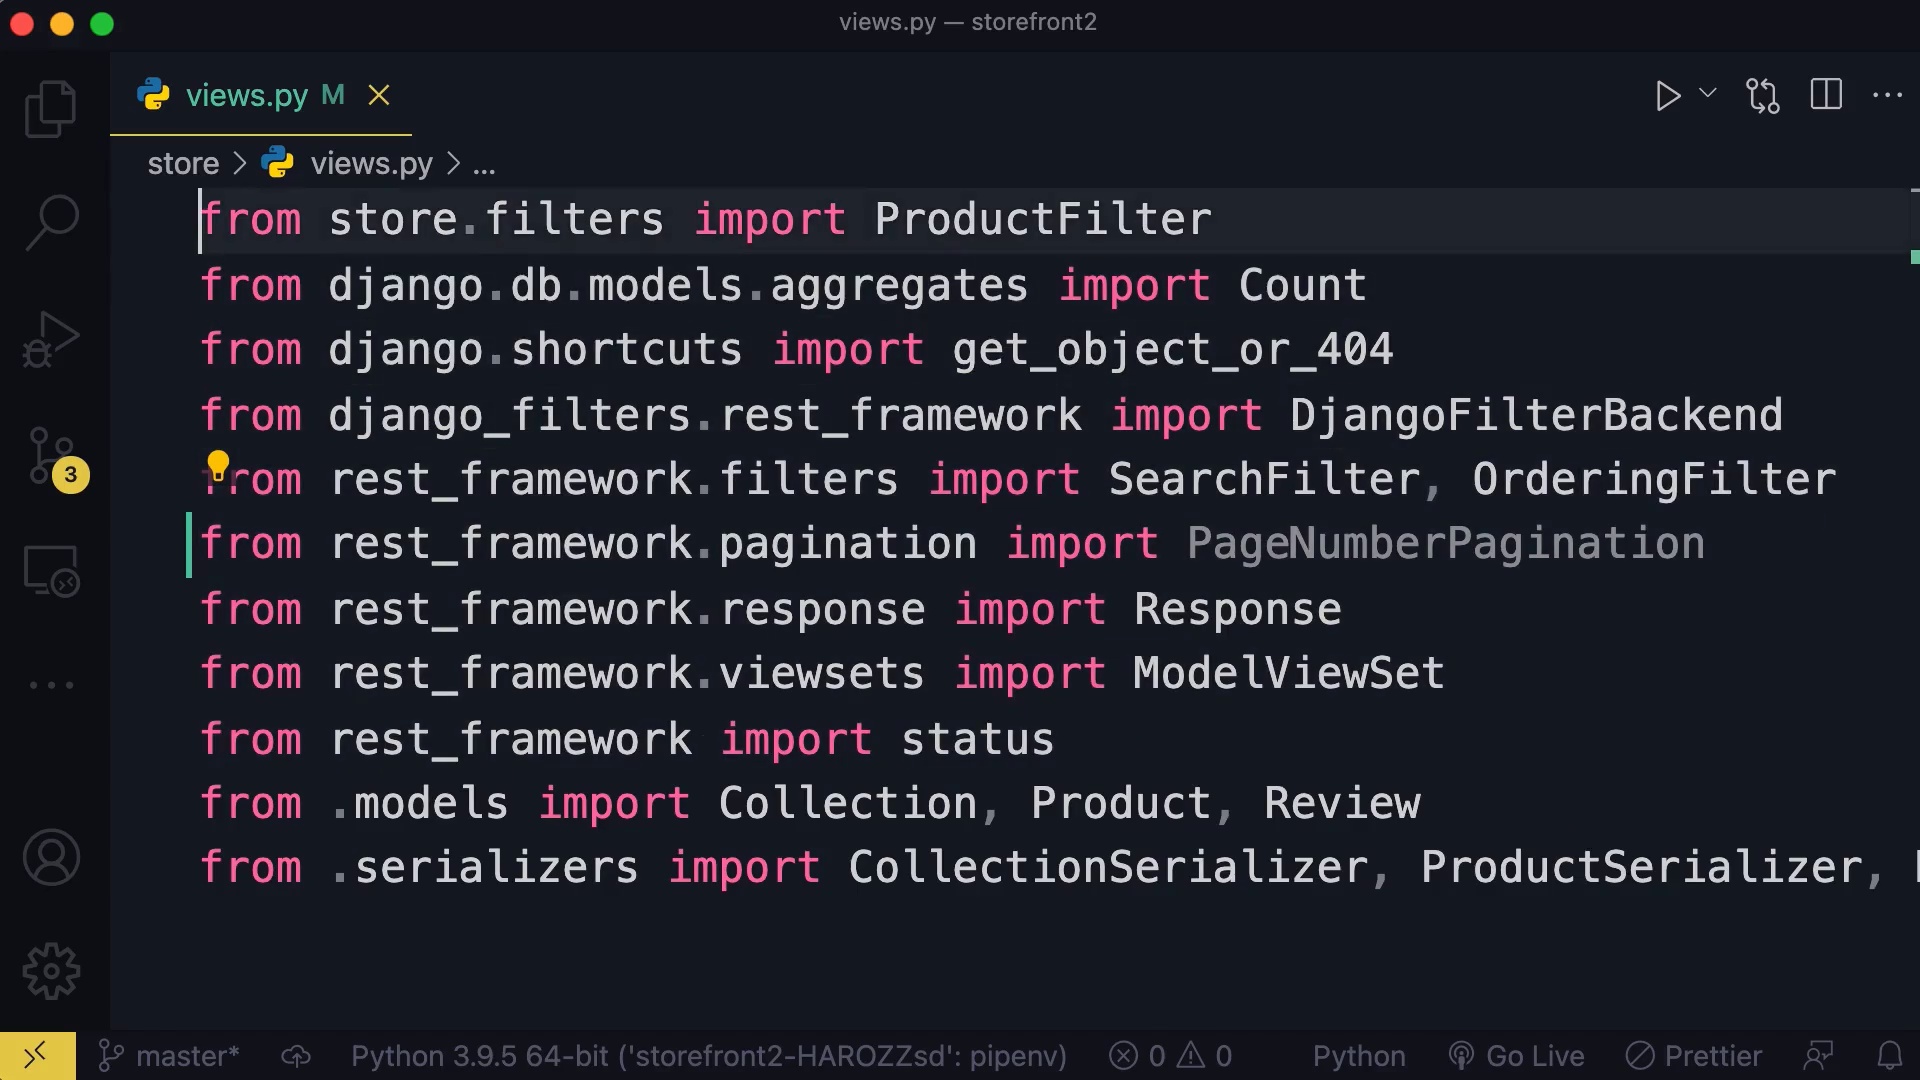 views.py — storefront2
views.py M
store > views.py > ...
from store.filters import ProductFilter
from django.db.models.aggregates import Count
from django.shortcuts import get_object_or_404
from django_filters.rest_framework import DjangoFilterBackend
from rest_framework.filters import SearchFilter, OrderingFilter
from rest_framework.pagination import PageNumberPagination
from rest_framework.response import Response
from rest_framework.viewsets import ModelViewSet
from rest_framework import status
from .models import Collection, Product, Review
from .serializers import CollectionSerializer, ProductSerializer,
3
master* Python 3.9.5 64-bit ('storefront2-HAROZZsd': pipenv) 0 0 Python Go Live Prettier